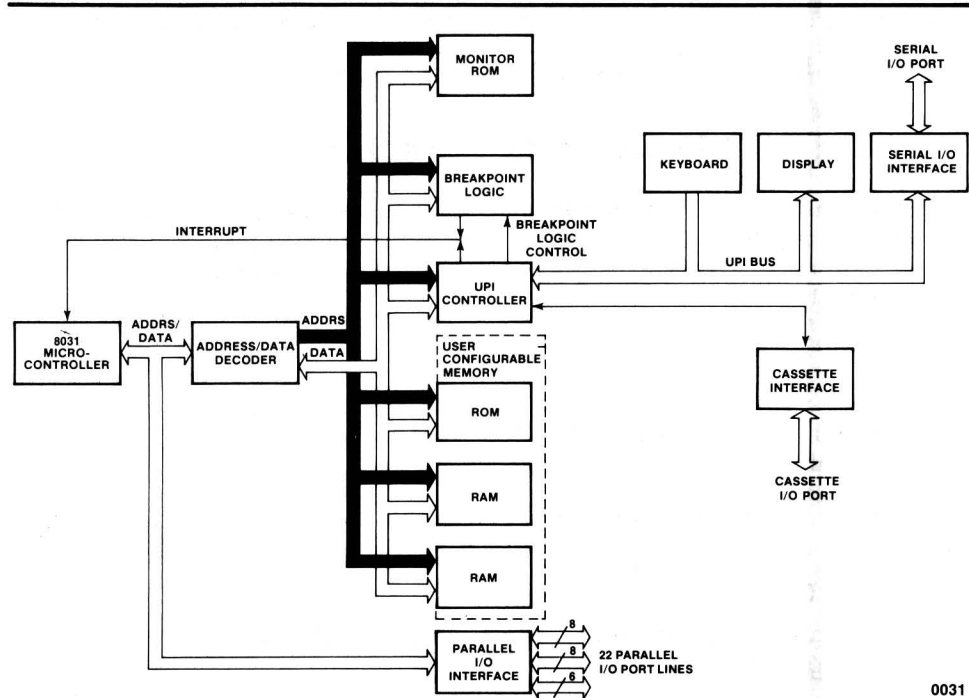 MONITOR
ROM
SERIAL
I/O PORT
BREAKPOINT
LOGIC
KEYBOARD
DISPLAY
SERIAL I/O
INTERFACE
INTERRUPT
BREAKPOINT
LOGIC
CONTROL
UPI BUS
UPI
CONTROLLER
8031
MICRO-
CONTROLLER
ADDRS/
DATA
ADDRESS/DATA
DECODER
ADDRS
DATA
USER
CONFIGURABLE
MEMORY
CASSETTE
INTERFACE
ROM
RAM
CASSETTE
I/O PORT
RAM
PARALLEL
I/O
INTERFACE
8
8
6
22 PARALLEL
I/O PORT LINES
0031